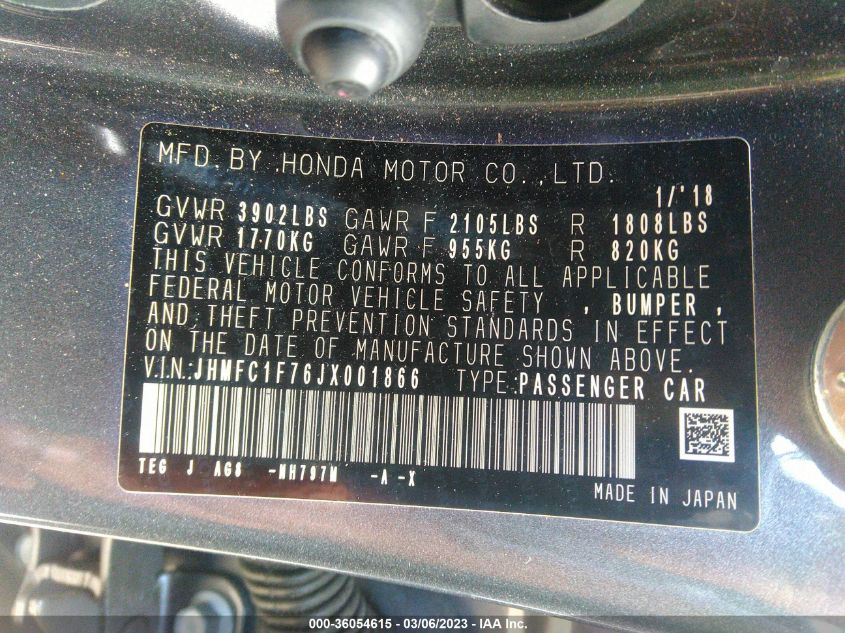 MFD. BY HONDA MOTOR CO., LTD.
1/'18
GVWR 3902LBS GAWR F 2105LBS R 1808LBS
GVWR 1770KG GAWR F 955KG R 820KG
THIS VEHICLE CONFORMS TO ALL APPLICABLE
FEDERAL MOTOR VEHICLE SAFETY , BUMPER ,
AND THEFT PREVENTION STANDARDS IN EFFECT
ON THE DATE OF MANUFACTURE SHOWN ABOVE.
V.I.N.: JHMFC1F76JX001866 TYPE: PASSENGER CAR
TEG J AG8 -NH797M -A -X
MADE IN JAPAN
000-36054615 - 03/06/2023 - IAA Inc.